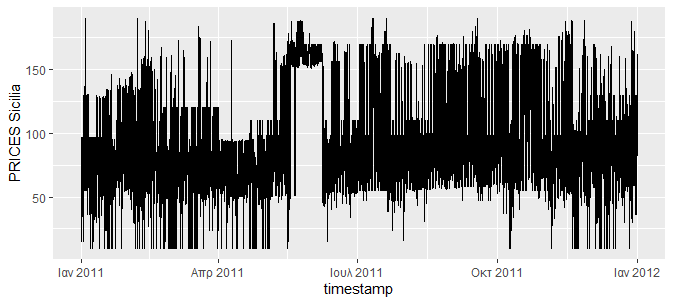 PRICES Sicilia
150
100
50
Ιαν 2011
Απρ 2011
Ιουλ 2011
Οκτ 2011
Ιαν 2012
timestamp